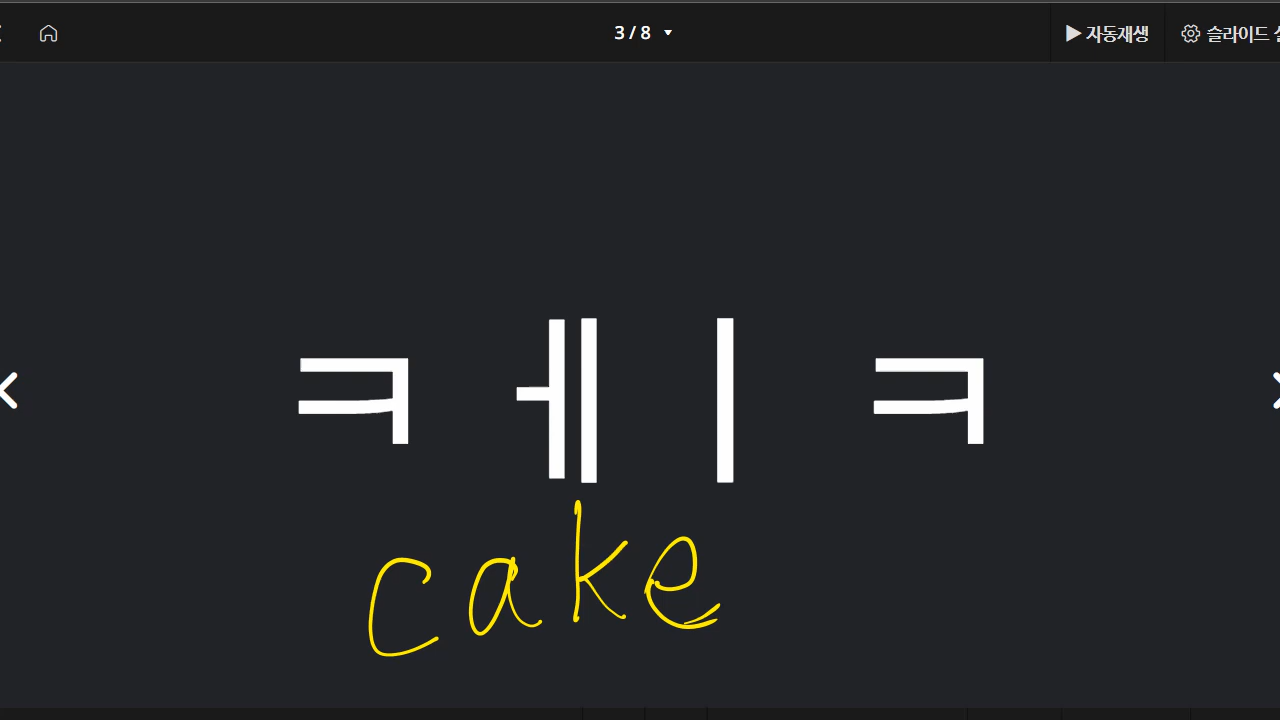 3 / 8
자동재생
슬라이드
ㅋ ㅔ ㅣ ㅋ
cake